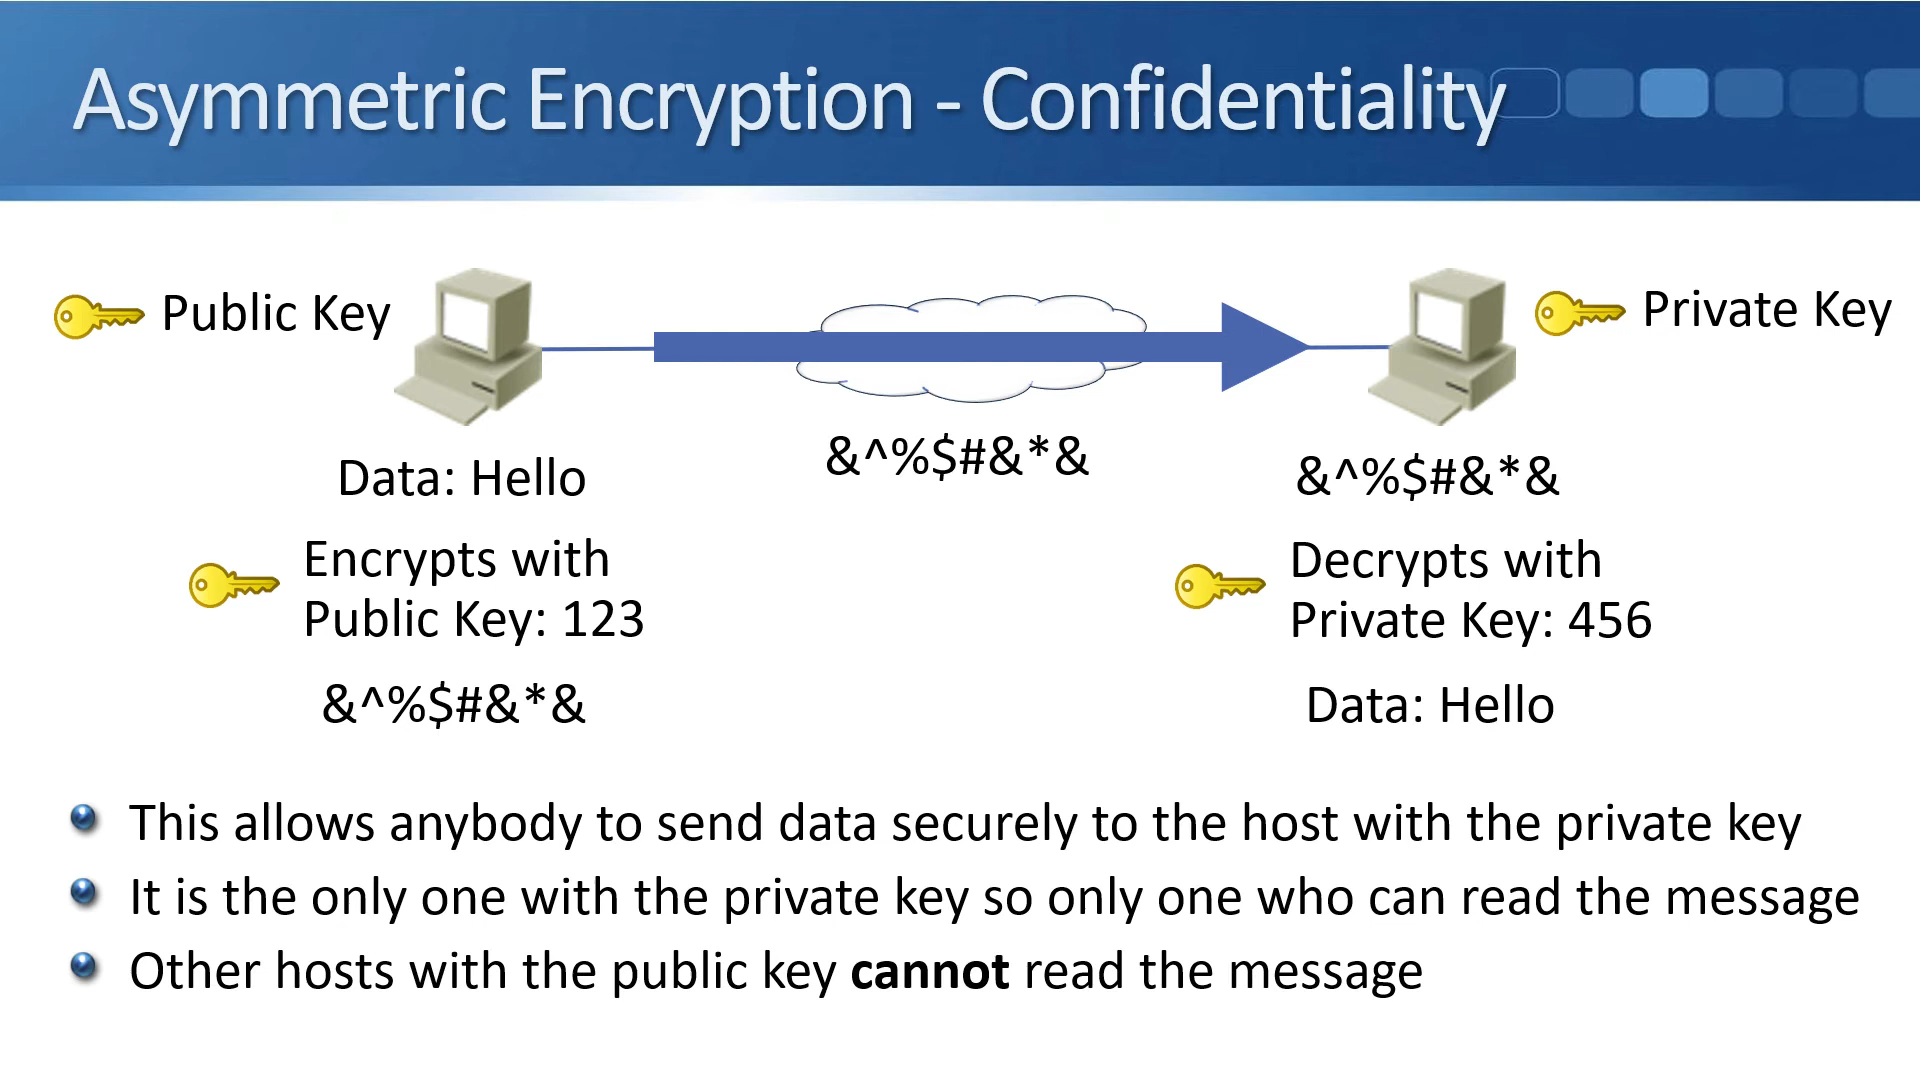 Asymmetric Encryption - Confidentiality
Public Key
Private Key
&^%$#&*&
Data: Hello
Encrypts with
Public Key: 123
&^%$#&*&
&^%$#&*&
Decrypts with
Private Key: 456
Data: Hello
This allows anybody to send data securely to the host with the private key
It is the only one with the private key so only one who can read the message
Other hosts with the public key cannot read the message